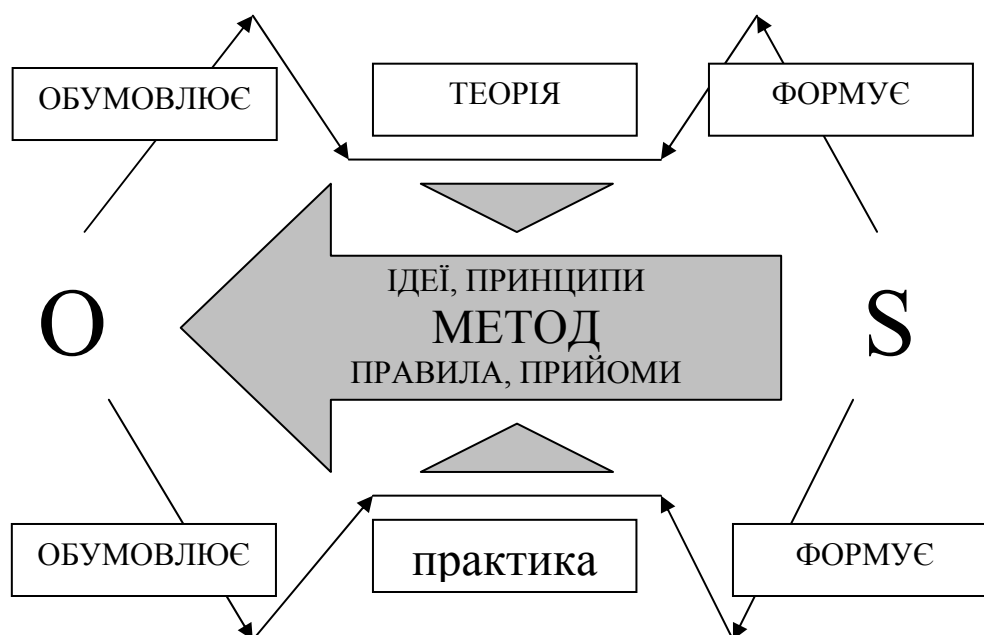 ОБУМОВЛЮЄ
ТЕОРІЯ
ФОРМУЄ
ІДЕЇ, ПРИНЦИПИ
О
МЕТОД
S
ПРАВИЛА, ПРИЙОМИ
ОБУМОВЛЮЄ
практика
ФОРМУЄ